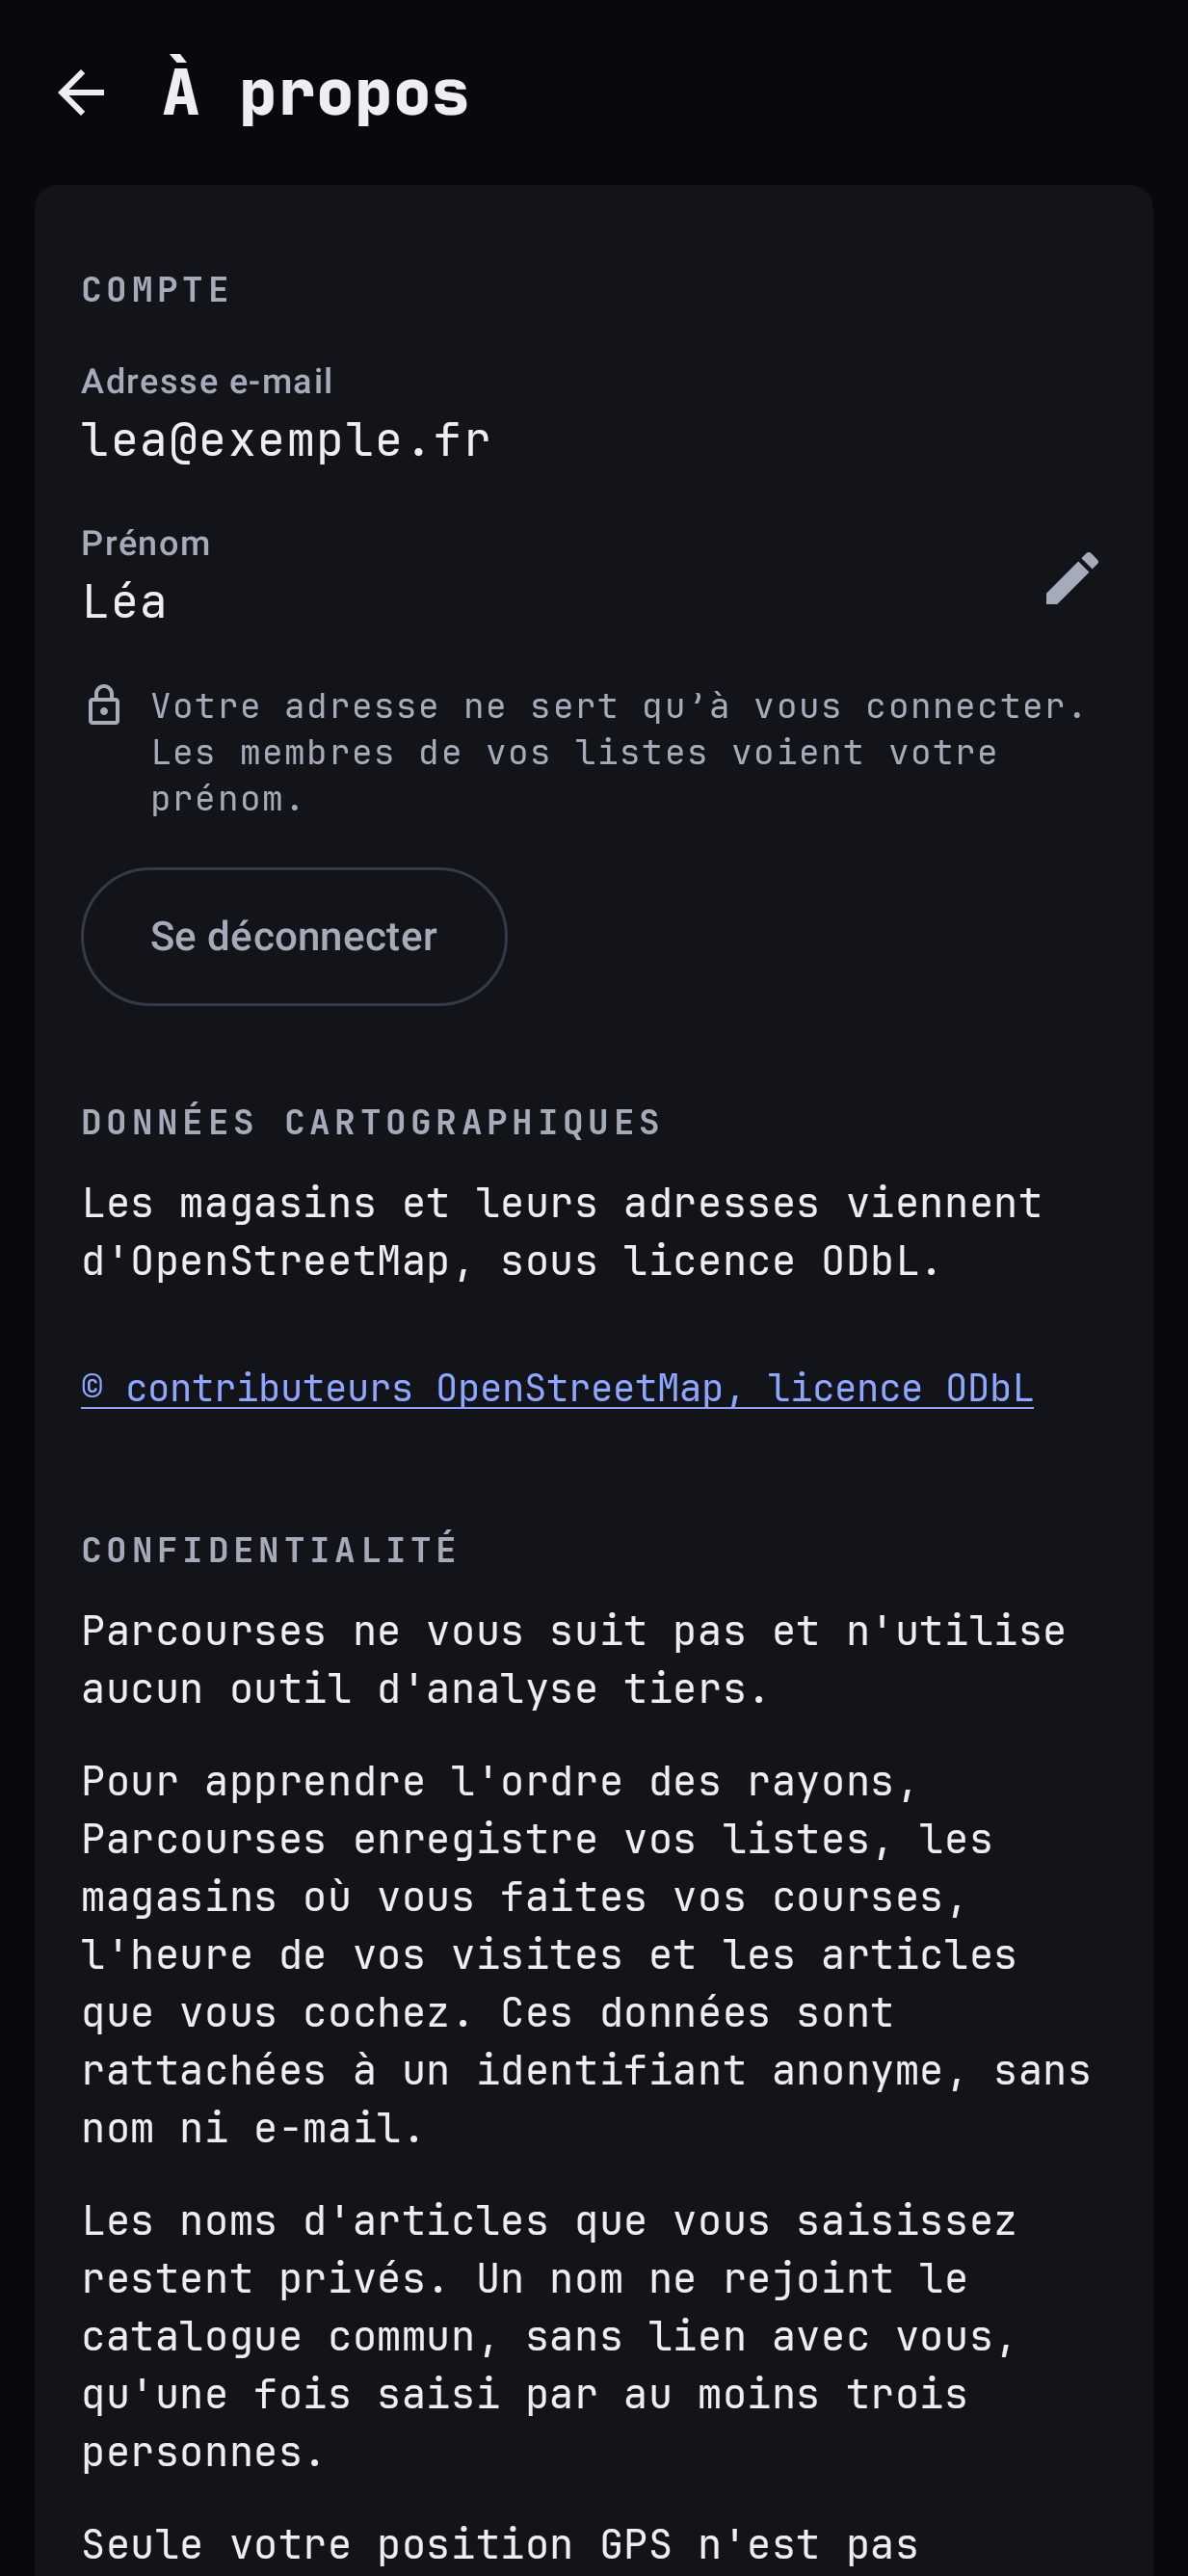 À propos
COMPTE
Adresse e-mail
lea@exemple.fr
Prénom
Léa
Votre adresse ne sert qu’à vous connecter.
Les membres de vos listes voient votre
prénom.
Se déconnecter
DONNÉES CARTOGRAPHIQUES
Les magasins et leurs adresses viennent
d'OpenStreetMap, sous licence ODbL.
© contributeurs OpenStreetMap, licence ODbL
CONFIDENTIALITÉ
Parcourses ne vous suit pas et n'utilise
aucun outil d'analyse tiers.
Pour apprendre l'ordre des rayons,
Parcourses enregistre vos listes, les
magasins où vous faites vos courses,
l'heure de vos visites et les articles
que vous cochez. Ces données sont
rattachées à un identifiant anonyme, sans
nom ni e-mail.
Les noms d'articles que vous saisissez
restent privés. Un nom ne rejoint le
catalogue commun, sans lien avec vous,
qu'une fois saisi par au moins trois
personnes.
Seule votre position GPS n'est pas